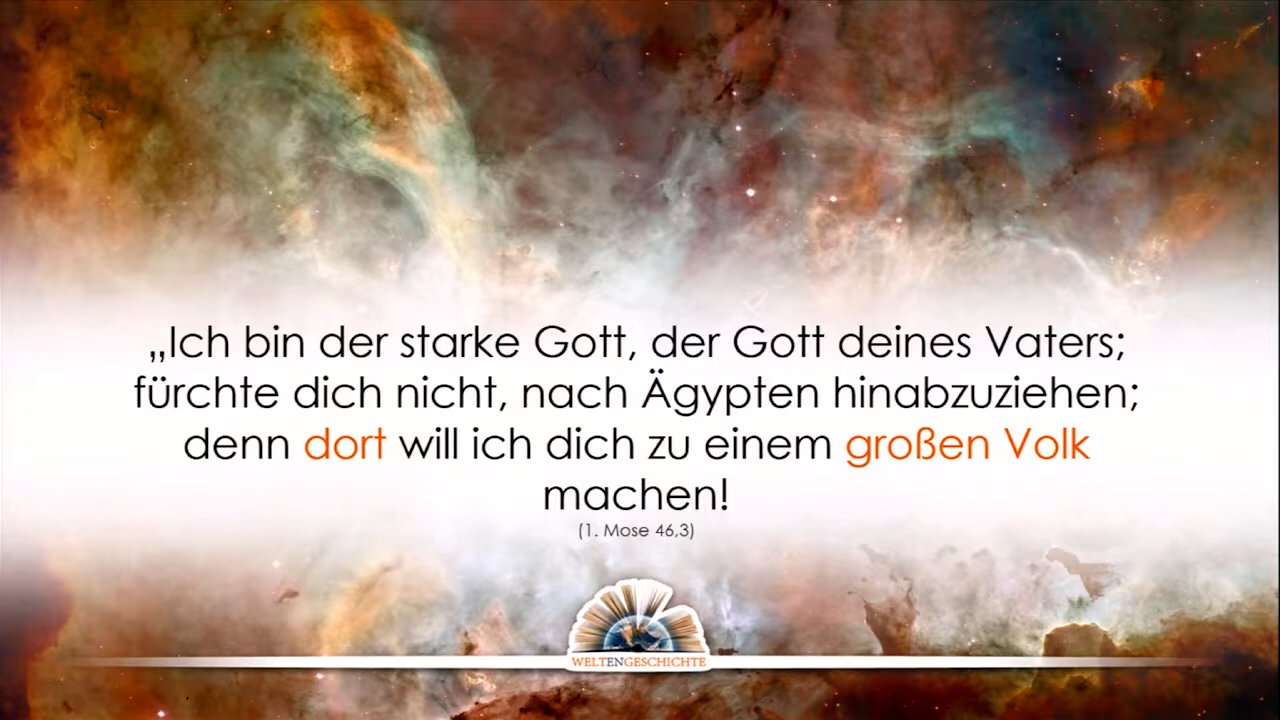 „Ich bin der starke Gott, der Gott deines Vaters;
fürchte dich nicht, nach Ägypten hinabzuziehen;
denn dort will ich dich zu einem großen Volk
machen!
(1. Mose 46,3)
WELTENGESCHICHTE